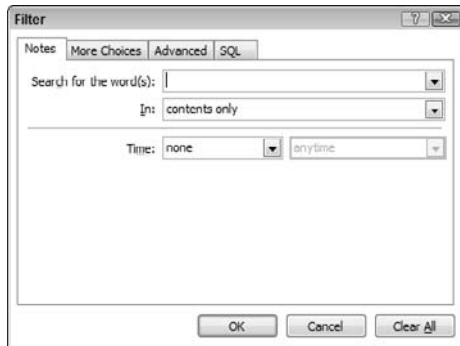 Filter
Notes More Choices Advanced SQL
Search for the word(s):
In: contents only
Time: none anytime
OK Cancel Clear All